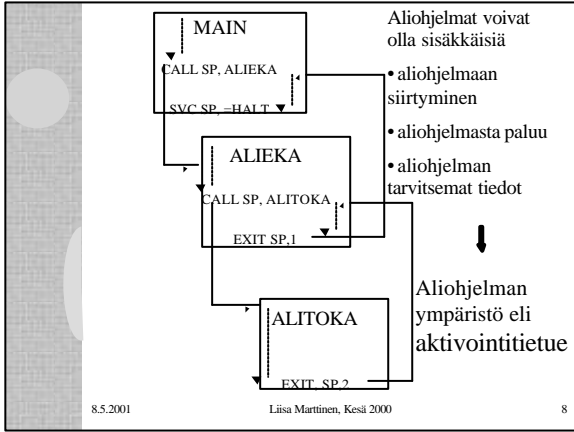 MAIN
CALL SP, ALIEKA
SVC SP, =HALT
ALIEKA
CALL SP, ALITOKA
EXIT SP,1
ALITOKA
EXIT, SP,2
Aliohjelmat voivat
olla sisäkkäisiä
• aliohjelmaan
siirtyminen
• aliohjelmasta paluu
• aliohjelman
tarvitsemat tiedot
Aliohjelman
ympäristö eli
aktivointitietue
8.5.2001
Liisa Marttinen, Kesä 2000
8